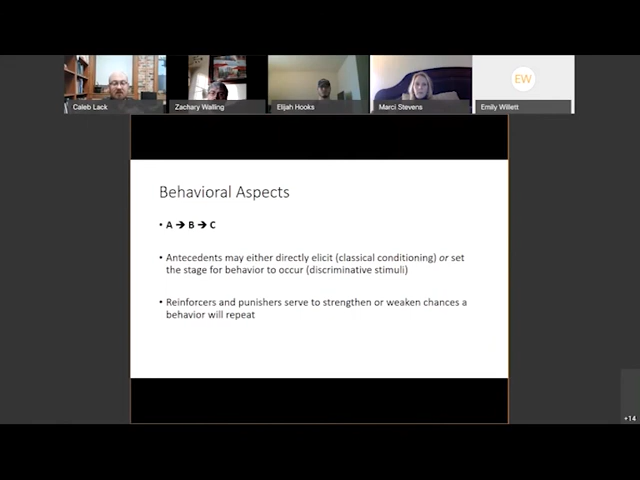 EW
Caleb Lack
Zachary Walling
Elijah Hooks
Marci Stevens
Emily Willett
Behavioral Aspects
• A ➔ B ➔ C
• Antecedents may either directly elicit (classical conditioning) or set
the stage for behavior to occur (discriminative stimuli)
• Reinforcers and punishers serve to strengthen or weaken chances a
behavior will repeat
+14